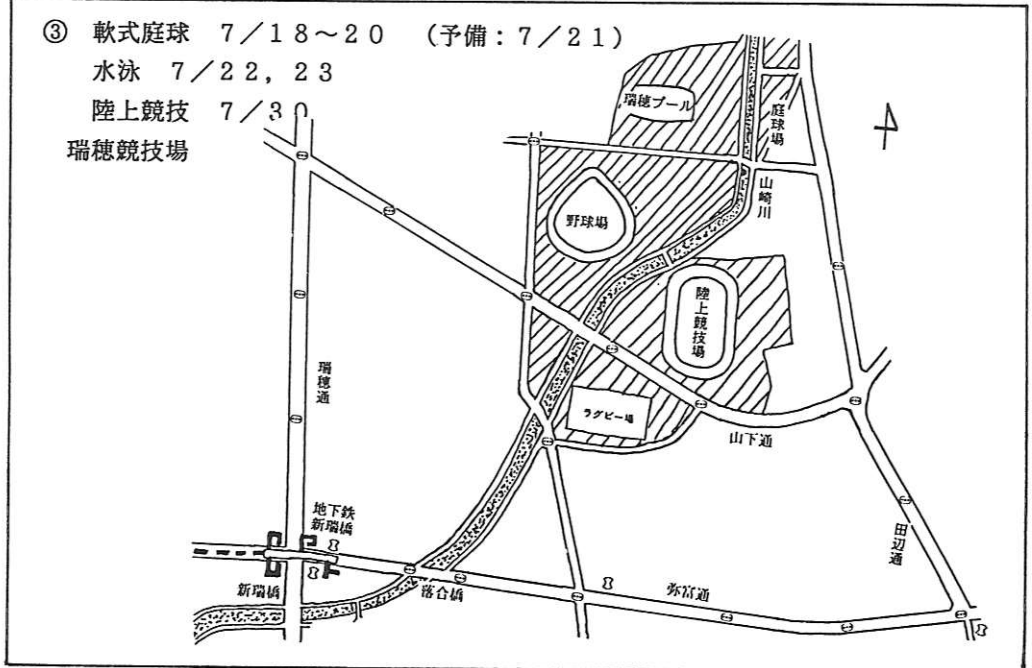 ③ 軟式庭球 7/18~20 (予備:7/21)
水泳 7/22,23
陸上競技 7/30
瑞穂競技場
瑞穂プール
庭球場
山崎川
野球場
陸上競技場
瑞穂通
ラグビー場
山下通
地下鉄
新瑞橋
新瑞橋
落合橋
弥富通
田辺通